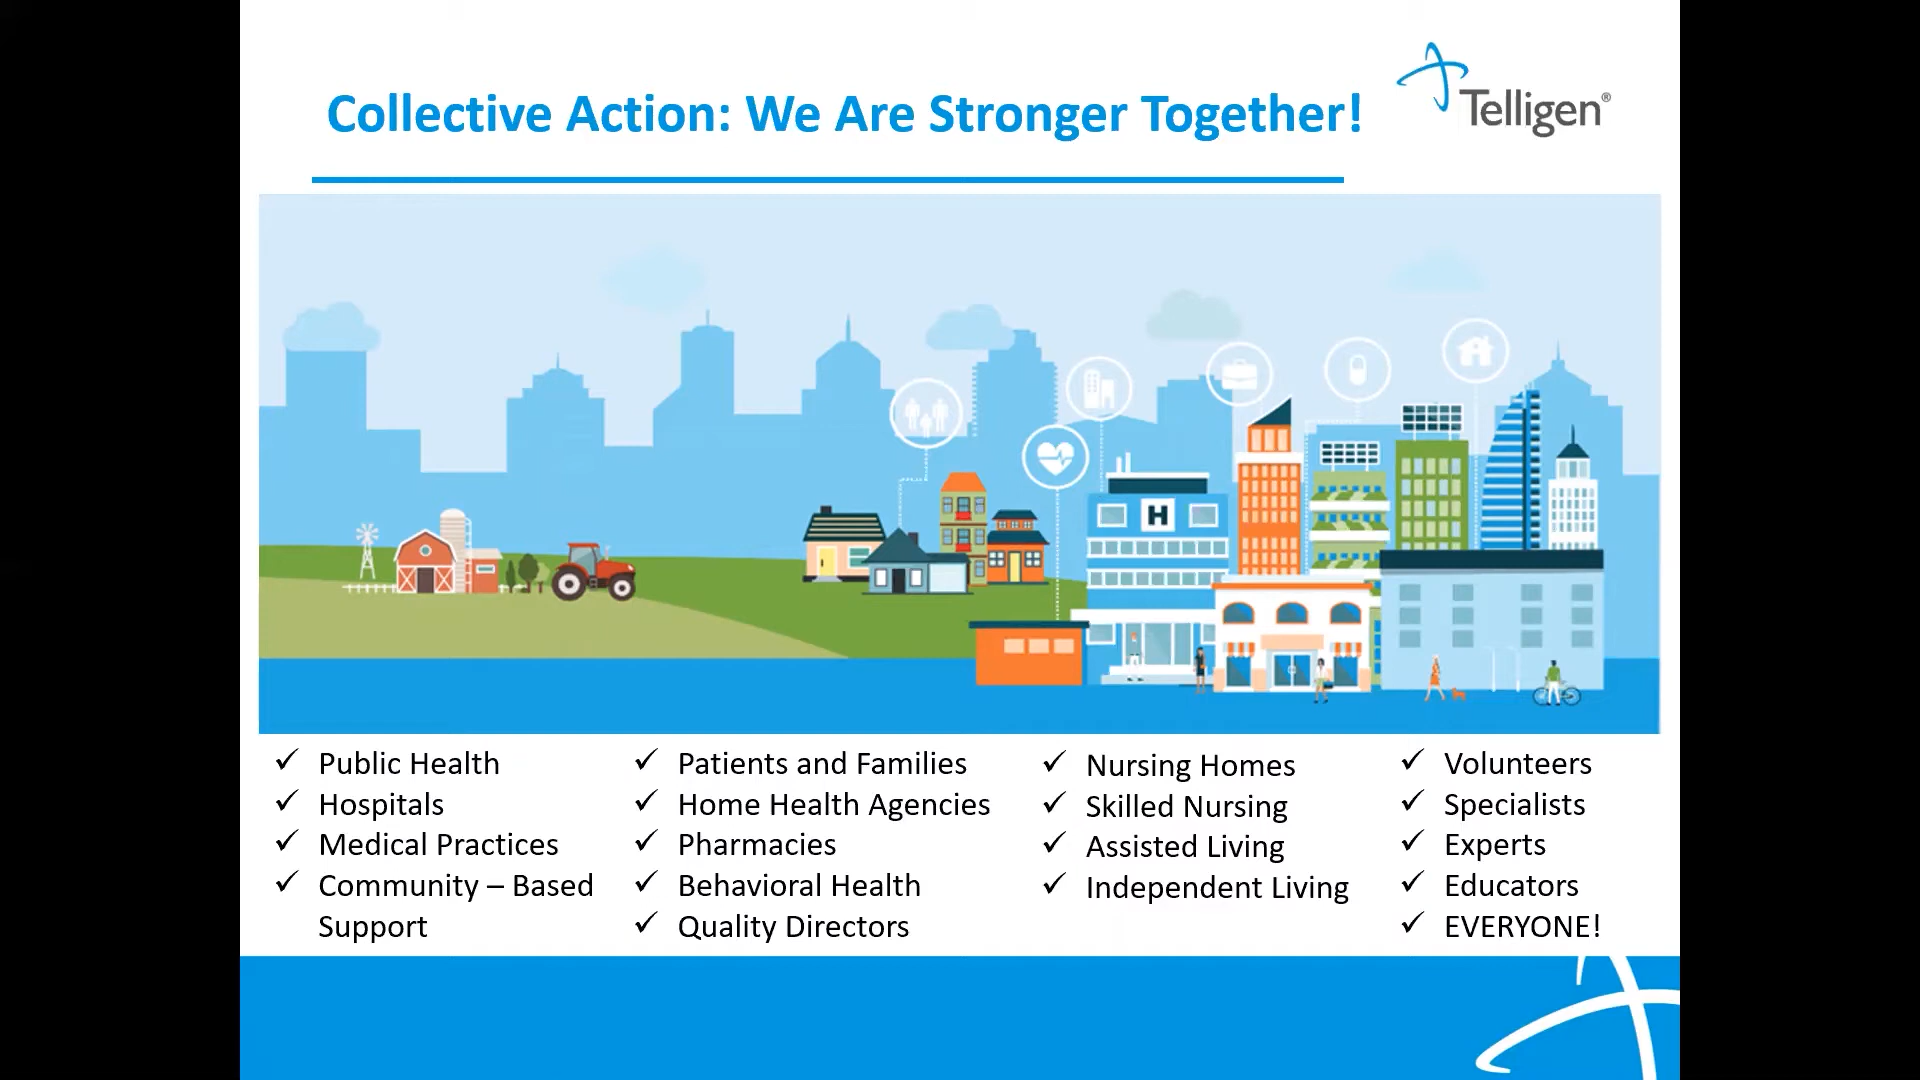 Collective Action: We Are Stronger Together!
Telligen®
H
✓ Public Health
✓ Hospitals
✓ Medical Practices
✓ Community – Based
Support
✓ Patients and Families
✓ Home Health Agencies
✓ Pharmacies
✓ Behavioral Health
✓ Quality Directors
✓ Nursing Homes
✓ Skilled Nursing
✓ Assisted Living
✓ Independent Living
✓ Volunteers
✓ Specialists
✓ Experts
✓ Educators
✓ EVERYONE!